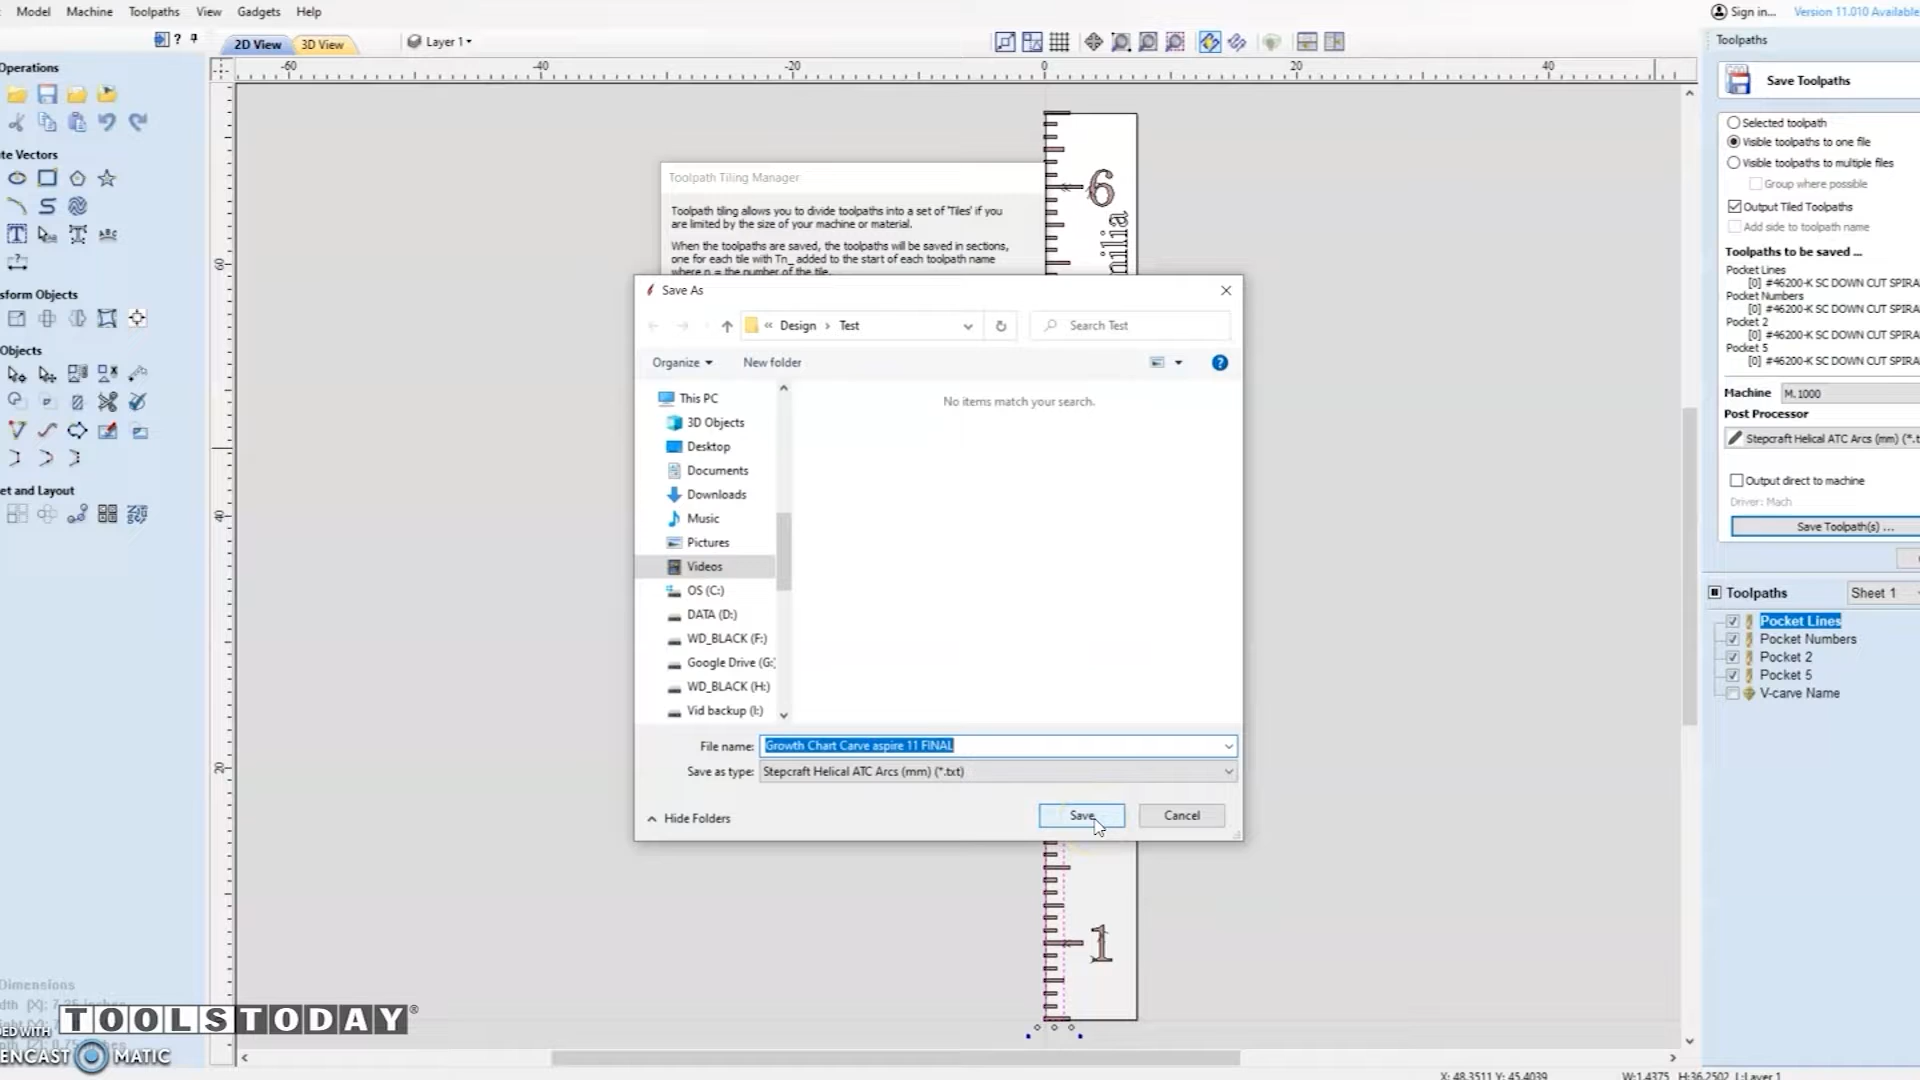 Model Machine Toolpaths View Gadgets Help
Sign in... Version 11.010 Available
2D View 3D View Layer 1
Toolpaths
-60 -40 -20 0 20 40
Operations
te Vectors
sform Objects
Objects
et and Layout
60
40
20
Toolpath Tiling Manager
Toolpath tiling allows you to divide toolpaths into a set of 'Tiles' if you
are limited by the size of your machine or material.
When the toolpaths are saved, the toolpaths will be saved in sections,
one for each tile with Tn_ added to the start of each toolpath name
where n = the number of the tile.
6
nilia
1
Save As
Design › Test
Search Test
Organize New folder
No items match your search.
This PC
3D Objects
Desktop
Documents
Downloads
Music
Pictures
Videos
OS (C:)
DATA (D:)
WD_BLACK (F:)
Google Drive (G:)
WD_BLACK (H:)
Vid backup (I:)
File name: Growth Chart Carve aspire 11 FINAL
Save as type: Stepcraft Helical ATC Arcs (mm) (*.txt)
Hide Folders
Save Cancel
Save Toolpaths
Selected toolpath
Visible toolpaths to one file
Visible toolpaths to multiple files
Group where possible
Output Tiled Toolpaths
Add side to toolpath name
Toolpaths to be saved ...
Pocket Lines
[0] #46200-K SC DOWN CUT SPIRA
Pocket Numbers
[0] #46200-K SC DOWN CUT SPIRA
Pocket 2
[0] #46200-K SC DOWN CUT SPIRA
Pocket 5
[0] #46200-K SC DOWN CUT SPIRA
Machine M.1000
Post Processor
Stepcraft Helical ATC Arcs (mm) (*.t
Output direct to machine
Driver: Mach
Save Toolpath(s) ...
Toolpaths Sheet 1
Pocket Lines
Pocket Numbers
Pocket 2
Pocket 5
V-carve Name
Dimensions
TOOLSTODAY®
ENCAST MATIC
X: 48.3511 Y: 45.4039 W:1.4375 H:36.2502 L:Layer 1